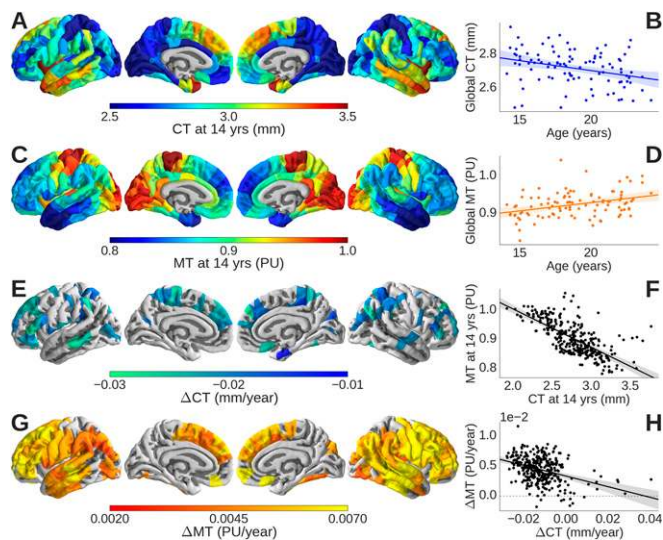 A
2.5 3.0 3.5
CT at 14 yrs (mm)
B
Global CT (mm)
2.8
2.6
15 20
Age (years)
C
0.8 0.9 1.0
MT at 14 yrs (PU)
D
Global MT (PU)
1.0
0.9
15 20
Age (years)
E
−0.03 −0.02 −0.01
ΔCT (mm/year)
F
MT at 14 yrs (PU)
1.0
0.9
0.8
2.0 2.5 3.0 3.5
CT at 14 yrs (mm)
G
0.0020 0.0045 0.0070
ΔMT (PU/year)
H
1e-2
ΔMT (PU/year)
1.0
0.5
0.0
−0.02 0.00 0.02 0.04
ΔCT (mm/year)